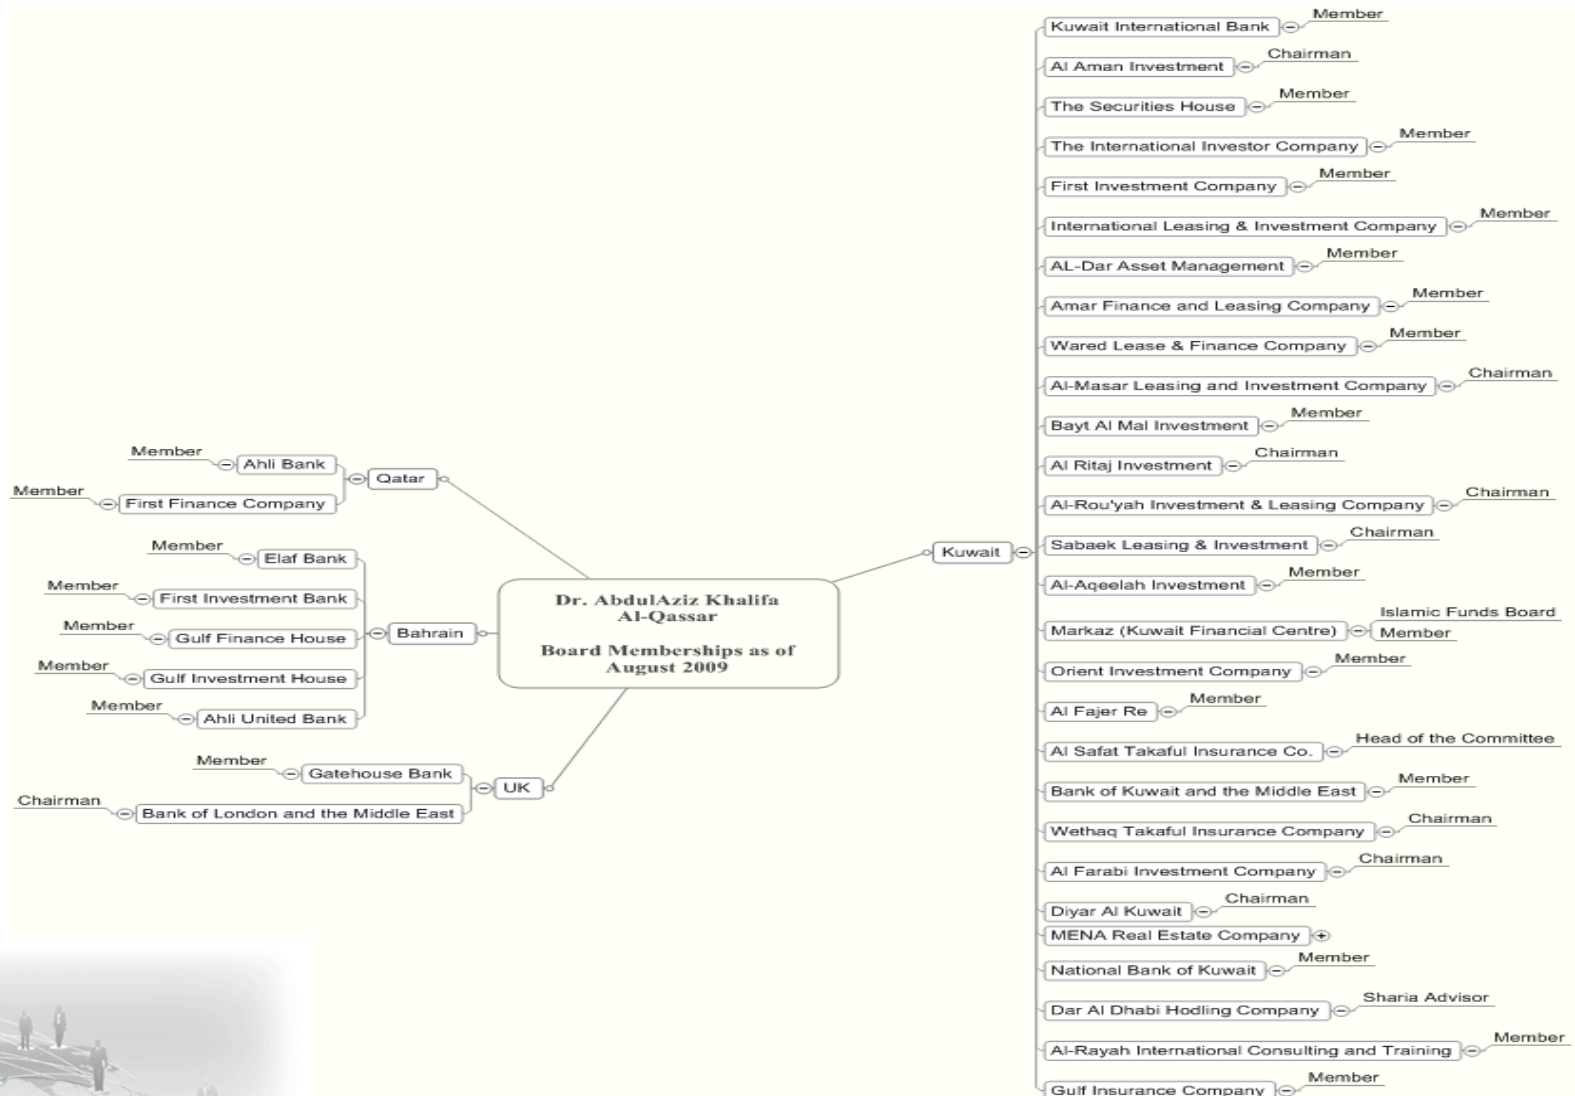 Dr. AbdulAziz Khalifa
Al-Qassar
Board Memberships as of
August 2009
Qatar
Ahli Bank
Member
First Finance Company
Member
Bahrain
Elaf Bank
Member
First Investment Bank
Member
Gulf Finance House
Member
Gulf Investment House
Member
Ahli United Bank
Member
UK
Gatehouse Bank
Member
Bank of London and the Middle East
Chairman
Kuwait
Kuwait International Bank
Member
Al Aman Investment
Chairman
The Securities House
Member
The International Investor Company
Member
First Investment Company
Member
International Leasing & Investment Company
Member
AL-Dar Asset Management
Member
Amar Finance and Leasing Company
Member
Wared Lease & Finance Company
Member
Al-Masar Leasing and Investment Company
Chairman
Bayt Al Mal Investment
Member
Al Ritaj Investment
Chairman
Al-Rou'yah Investment & Leasing Company
Chairman
Sabaek Leasing & Investment
Chairman
Al-Aqeelah Investment
Member
Markaz (Kuwait Financial Centre)
Islamic Funds Board
Member
Orient Investment Company
Member
Al Fajer Re
Member
Al Safat Takaful Insurance Co.
Head of the Committee
Bank of Kuwait and the Middle East
Member
Wethaq Takaful Insurance Company
Chairman
Al Farabi Investment Company
Chairman
Diyar Al Kuwait
Chairman
MENA Real Estate Company
National Bank of Kuwait
Member
Dar Al Dhabi Hodling Company
Sharia Advisor
Al-Rayah International Consulting and Training
Member
Gulf Insurance Company
Member